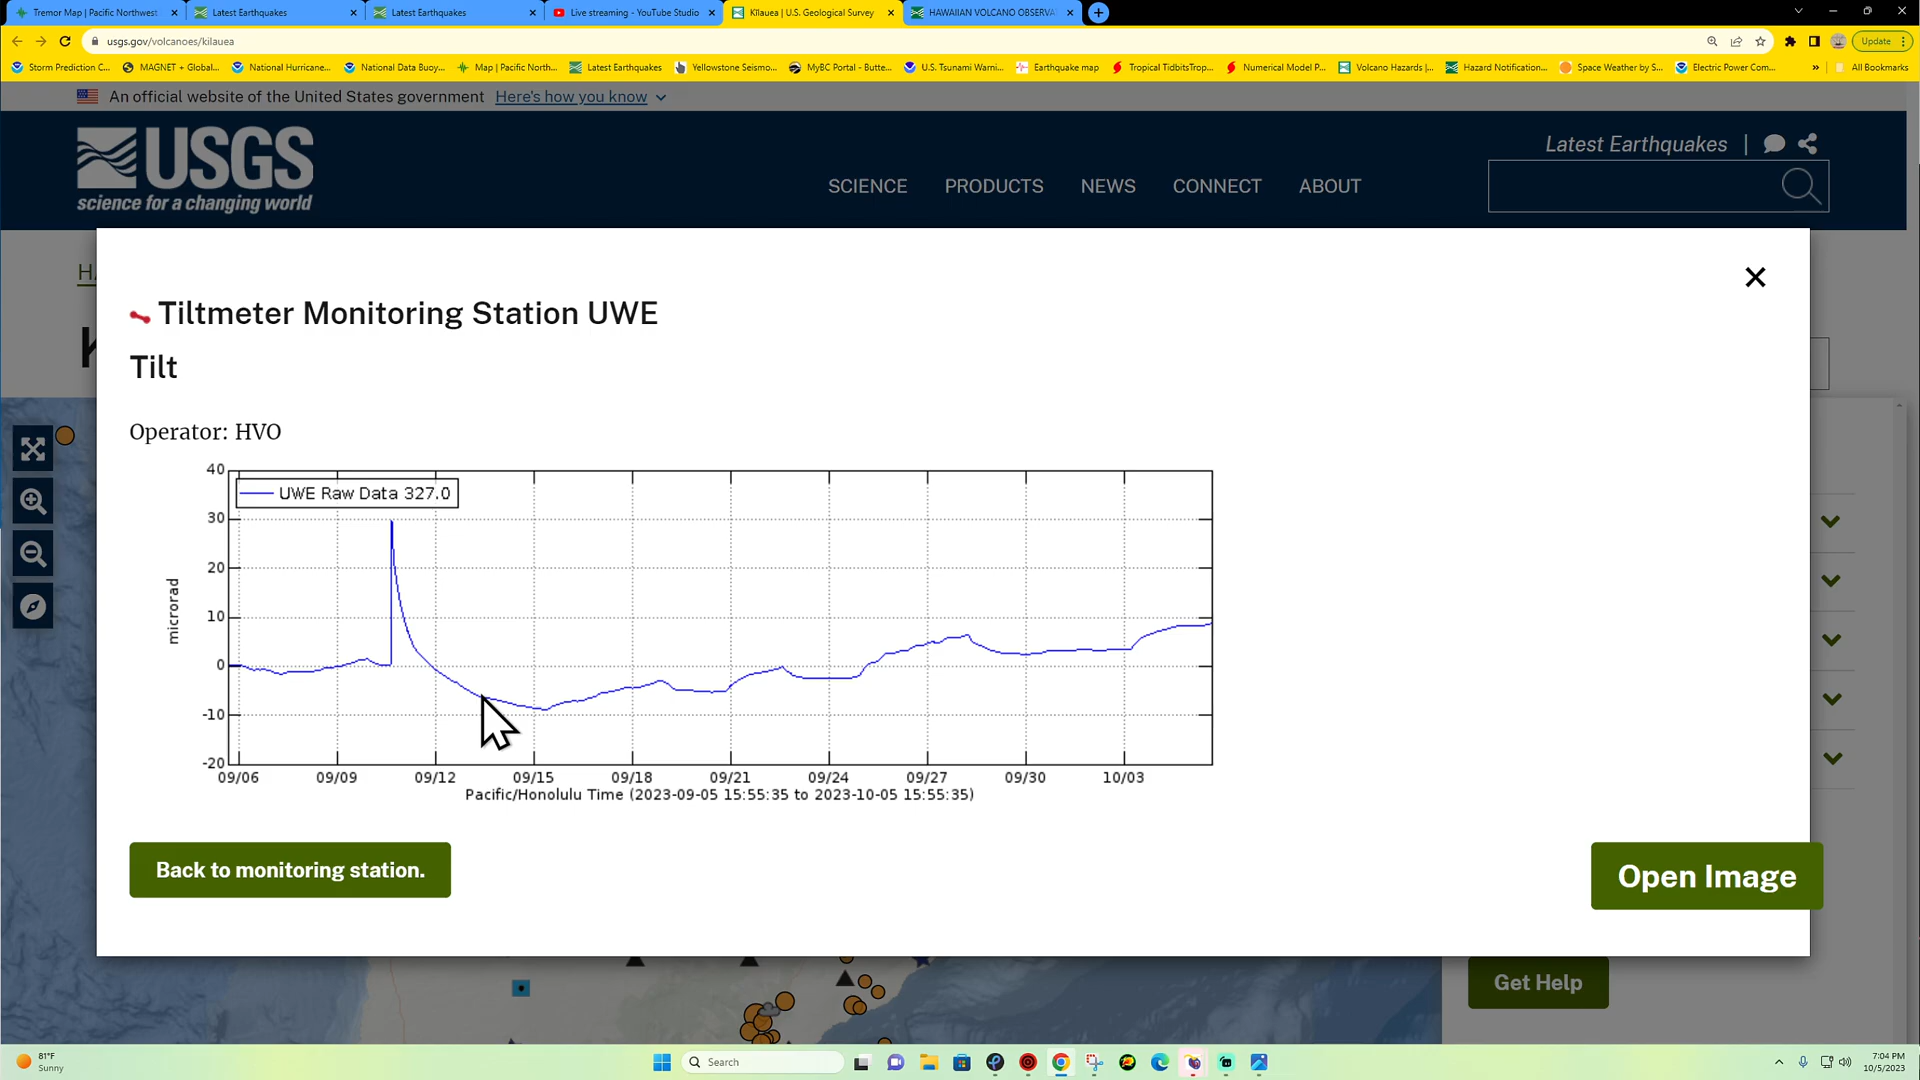 Tremor Map | Pacific Northwest
Latest Earthquakes
Latest Earthquakes
Live streaming - YouTube Studio
Kīlauea | U.S. Geological Survey
HAWAIIAN VOLCANO OBSERVA
usgs.gov/volcanoes/kilauea
Update
Storm Prediction C...
MAGNET + Global...
National Hurricane...
National Data Buoy...
Map | Pacific North...
Latest Earthquakes
Yellowstone Seismo...
MyBC Portal - Butte...
U.S. Tsunami Warni...
Earthquake map
Tropical TidbitsTrop...
Numerical Model P...
Volcano Hazards |...
Hazard Notification...
Space Weather by S...
Electric Power Com...
»
All Bookmarks
An official website of the United States government Here's how you know
USGS
science for a changing world
Latest Earthquakes |
SCIENCE PRODUCTS NEWS CONNECT ABOUT
Tiltmeter Monitoring Station UWE
Tilt
Operator: HVO
UWE Raw Data 327.0
40
30
20
10
0
-10
-20
microrad
09/06 09/09 09/12 09/15 09/18 09/21 09/24 09/27 09/30 10/03
Pacific/Honolulu Time (2023-09-05 15:55:35 to 2023-10-05 15:55:35)
Back to monitoring station.
Open Image
Get Help
81°F
Sunny
Search
7:04 PM
10/5/2023